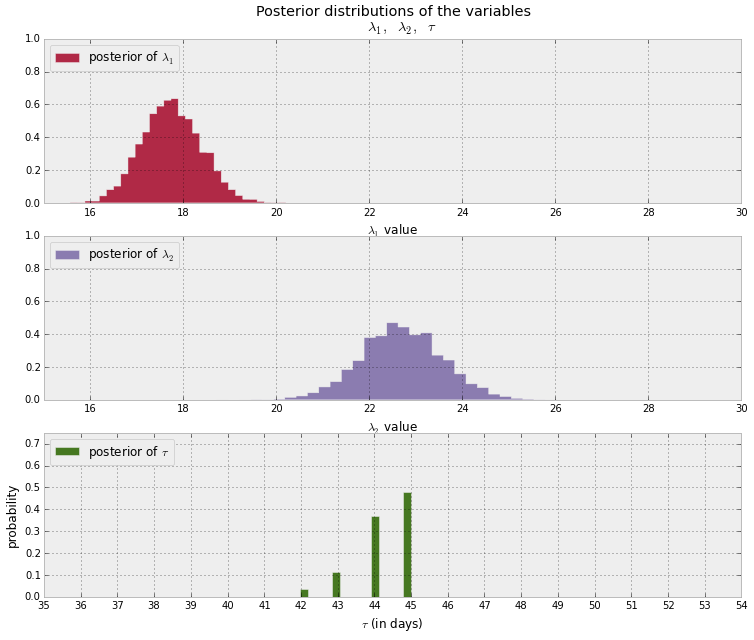 Posterior distributions of the variables
λ₁, λ₂, τ
1.0
0.8
0.6
0.4
0.2
0.0
posterior of λ₁
16 18 20 22 24 26 28 30
λ₁ value
1.0
0.8
0.6
0.4
0.2
0.0
posterior of λ₂
16 18 20 22 24 26 28 30
λ₂ value
0.7
0.6
0.5
0.4
0.3
0.2
0.1
0.0
probability
posterior of τ
35 36 37 38 39 40 41 42 43 44 45 46 47 48 49 50 51 52 53 54
τ (in days)